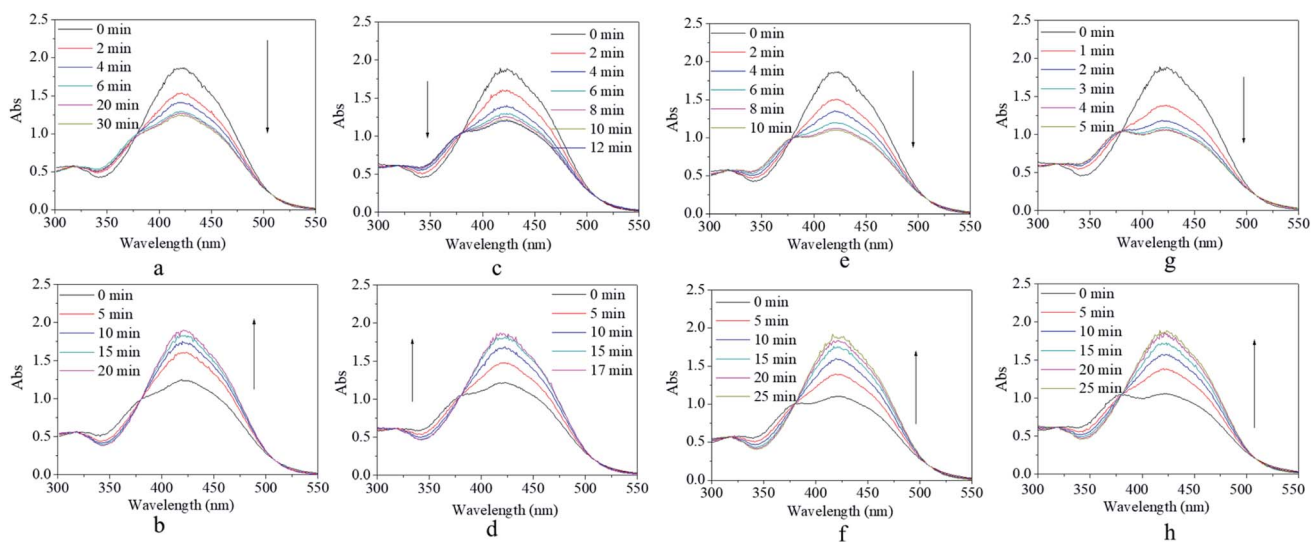 2.5
2.0
1.5
1.0
0.5
0.0
Abs
0 min
2 min
4 min
6 min
20 min
30 min
300 350 400 450 500 550
Wavelength (nm)
a
2.5
2.0
1.5
1.0
0.5
0.0
Abs
0 min
2 min
4 min
6 min
8 min
10 min
12 min
300 350 400 450 500 550
Wavelength (nm)
c
2.5
2.0
1.5
1.0
0.5
0.0
Abs
0 min
2 min
4 min
6 min
8 min
10 min
300 350 400 450 500 550
Wavelength (nm)
e
2.5
2.0
1.5
1.0
0.5
0.0
Abs
0 min
1 min
2 min
3 min
4 min
5 min
300 350 400 450 500 550
Wavelength (nm)
g
2.5
2.0
1.5
1.0
0.5
0.0
Abs
0 min
5 min
10 min
15 min
20 min
300 350 400 450 500 550
Wavelength (nm)
b
2.5
2.0
1.5
1.0
0.5
0.0
Abs
0 min
5 min
10 min
15 min
17 min
300 350 400 450 500 550
Wavelength (nm)
d
2.5
2.0
1.5
1.0
0.5
0.0
Abs
0 min
5 min
10 min
15 min
20 min
25 min
300 350 400 450 500 550
Wavelength (nm)
f
2.5
2.0
1.5
1.0
0.5
0.0
Abs
0 min
5 min
10 min
15 min
20 min
25 min
300 350 400 450 500 550
Wavelength (nm)
h